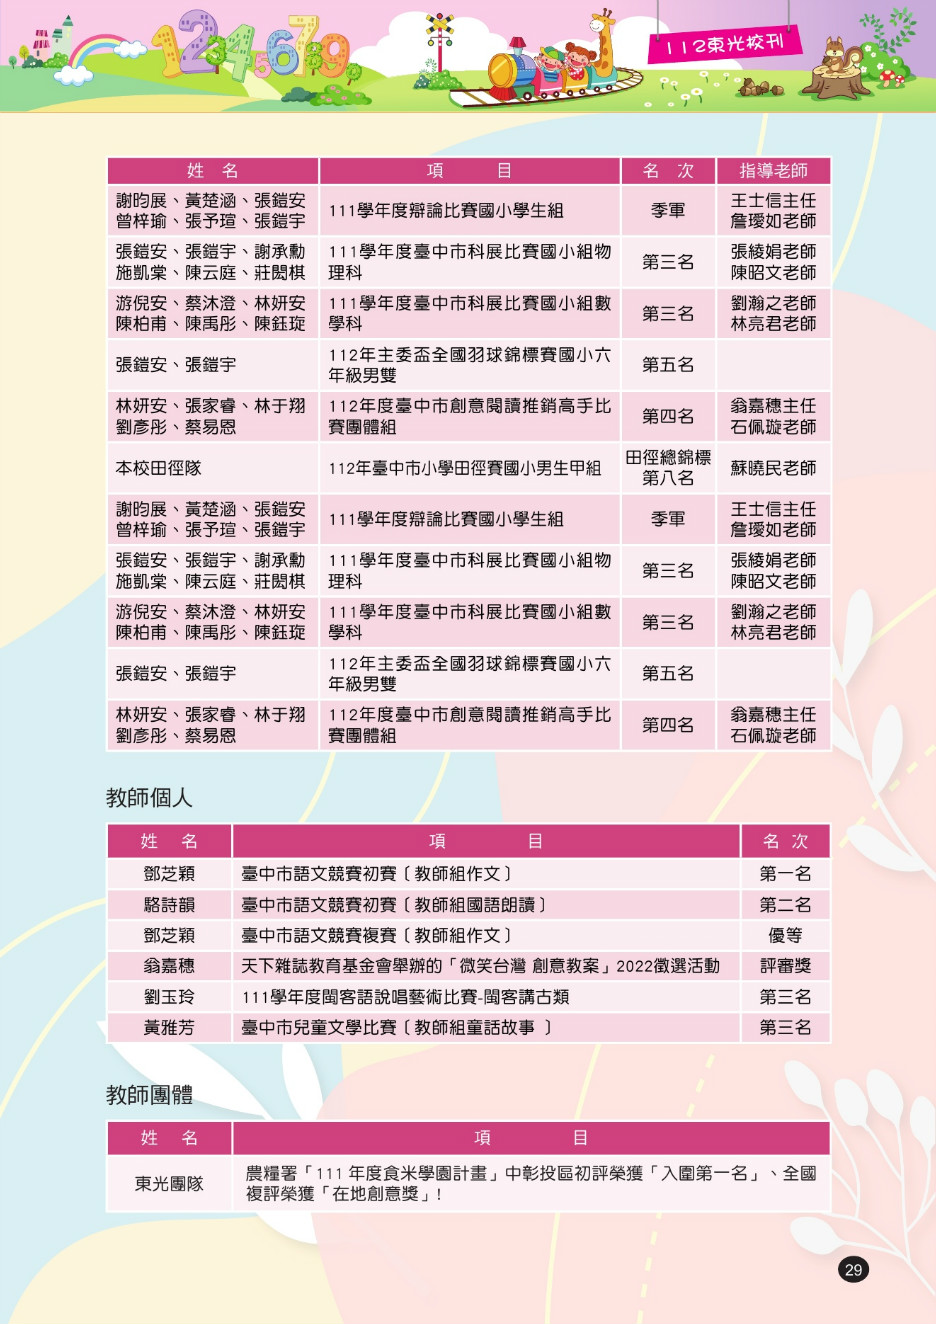 112東光校刊
姓 名 項 目 名 次 指導老師
謝昀展、黃楚涵、張鎧安
曾梓瑜、張予瑄、張鎧宇
111學年度辯論比賽國小學生組
季軍
王士信主任
詹璦如老師
張鎧安、張鎧宇、謝承勳
施凱棠、陳云庭、莊閎棋
111學年度臺中市科展比賽國小組物
理科
第三名
張綾娟老師
陳昭文老師
游倪安、蔡沐澄、林妍安
陳柏甫、陳禹彤、陳鈺琁
111學年度臺中市科展比賽國小組數
學科
第三名
劉瀚之老師
林亮君老師
張鎧安、張鎧宇
112年主委盃全國羽球錦標賽國小六
年級男雙
第五名
林妍安、張家睿、林于翔
劉彥彤、蔡易恩
112年度臺中市創意閱讀推銷高手比
賽團體組
第四名
翁嘉穗主任
石佩璇老師
本校田徑隊
112年臺中市小學田徑賽國小男生甲組
田徑總錦標
第八名
蘇曉民老師
謝昀展、黃楚涵、張鎧安
曾梓瑜、張予瑄、張鎧宇
111學年度辯論比賽國小學生組
季軍
王士信主任
詹璦如老師
張鎧安、張鎧宇、謝承勳
施凱棠、陳云庭、莊閎棋
111學年度臺中市科展比賽國小組物
理科
第三名
張綾娟老師
陳昭文老師
游倪安、蔡沐澄、林妍安
陳柏甫、陳禹彤、陳鈺琁
111學年度臺中市科展比賽國小組數
學科
第三名
劉瀚之老師
林亮君老師
張鎧安、張鎧宇
112年主委盃全國羽球錦標賽國小六
年級男雙
第五名
林妍安、張家睿、林于翔
劉彥彤、蔡易恩
112年度臺中市創意閱讀推銷高手比
賽團體組
第四名
翁嘉穗主任
石佩璇老師
教師個人
姓 名 項 目 名 次
鄧芝穎 臺中市語文競賽初賽〔教師組作文〕 第一名
駱詩韻 臺中市語文競賽初賽〔教師組國語朗讀〕 第二名
鄧芝穎 臺中市語文競賽複賽〔教師組作文〕 優等
翁嘉穗 天下雜誌教育基金會舉辦的「微笑台灣 創意教案」2022徵選活動 評審獎
劉玉玲 111學年度閩客語說唱藝術比賽-閩客講古類 第三名
黃雅芳 臺中市兒童文學比賽〔教師組童話故事 〕 第三名
教師團體
姓 名 項 目
東光團隊
農糧署「111 年度食米學園計畫」中彰投區初評榮獲「入圍第一名」、全國
複評榮獲「在地創意獎」!
29